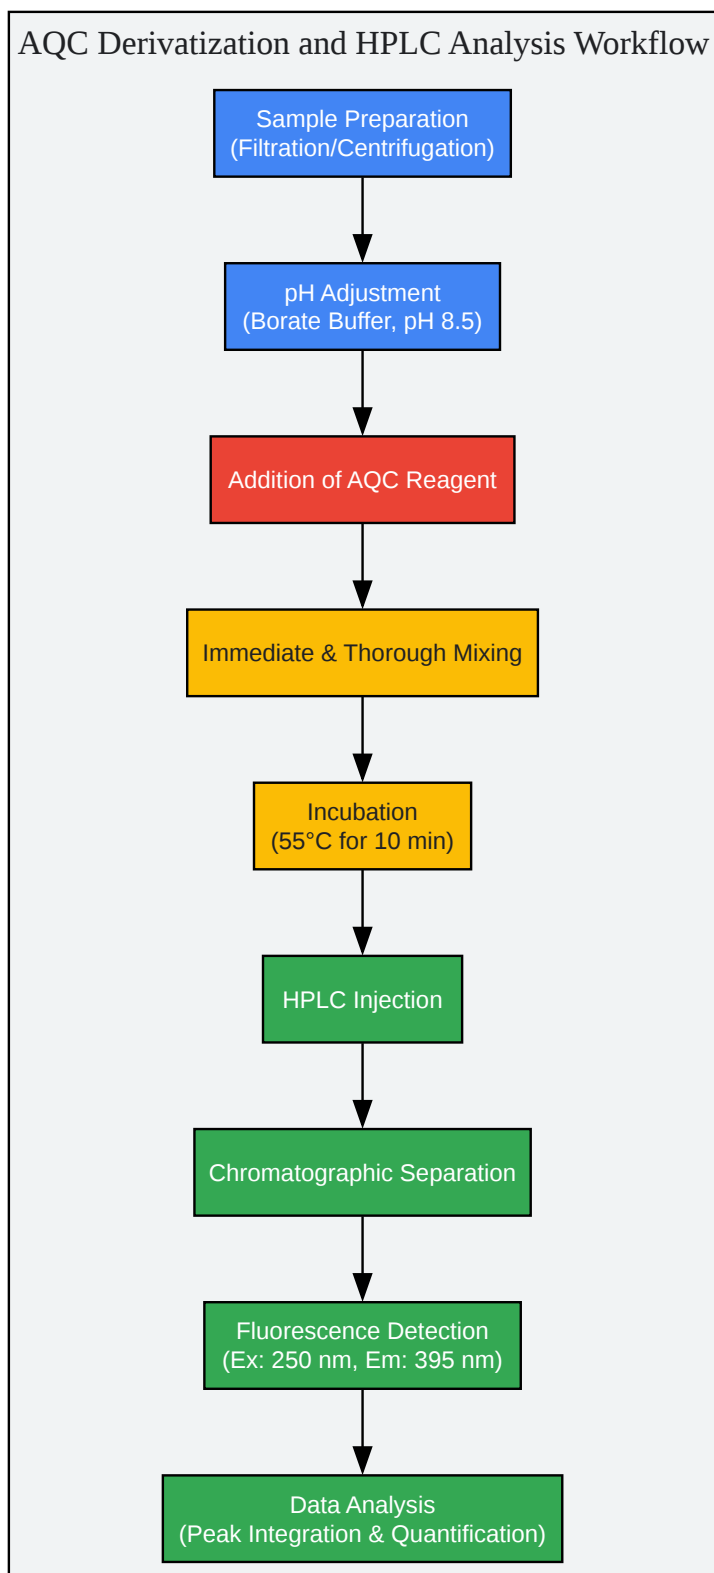 AQC Derivatization and HPLC Analysis Workflow
Sample Preparation
(Filtration/Centrifugation)
pH Adjustment
(Borate Buffer, pH 8.5)
Addition of AQC Reagent
Immediate & Thorough Mixing
Incubation
(55°C for 10 min)
HPLC Injection
Chromatographic Separation
Fluorescence Detection
(Ex: 250 nm, Em: 395 nm)
Data Analysis
(Peak Integration & Quantification)